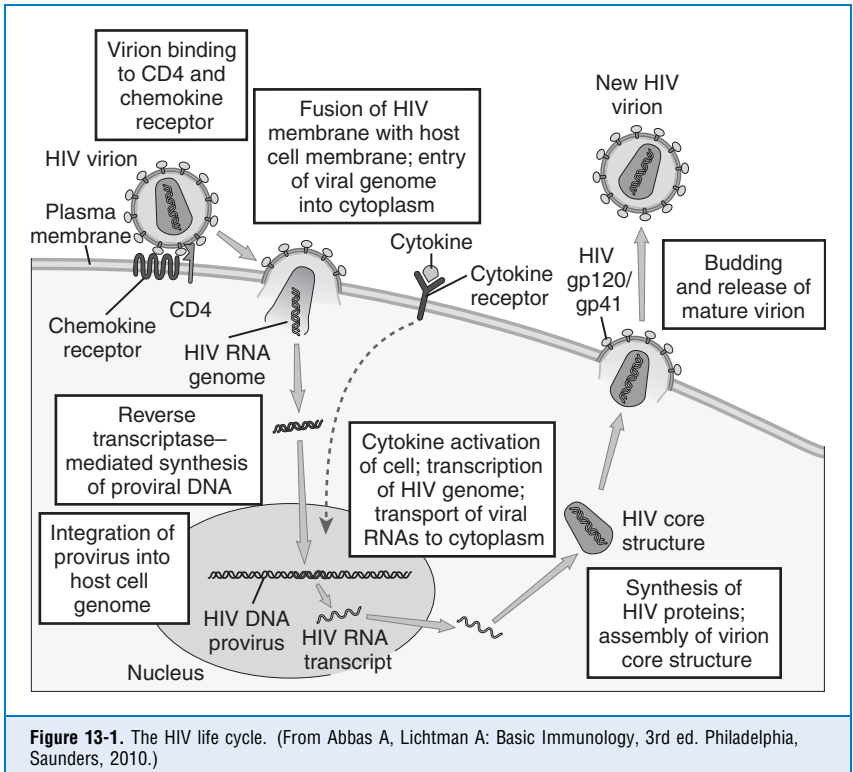 Virion binding
to CD4 and
chemokine
receptor
Fusion of HIV
membrane with host
cell membrane; entry
of viral genome
into cytoplasm
New HIV
virion
HIV virion
Plasma
membrane
Chemokine
receptor
CD4
HIV RNA
genome
Cytokine
Cytokine
receptor
HIV
gp120/
gp41
Budding
and release of
mature virion
Reverse
transcriptase–
mediated synthesis
of proviral DNA
Cytokine activation
of cell; transcription
of HIV genome;
transport of viral
RNAs to cytoplasm
Integration of
provirus into
host cell
genome
HIV core
structure
HIV DNA
provirus
HIV RNA
transcript
Nucleus
Synthesis of
HIV proteins;
assembly of virion
core structure
Figure 13-1. The HIV life cycle. (From Abbas A, Lichtman A: Basic Immunology, 3rd ed. Philadelphia,
Saunders, 2010.)